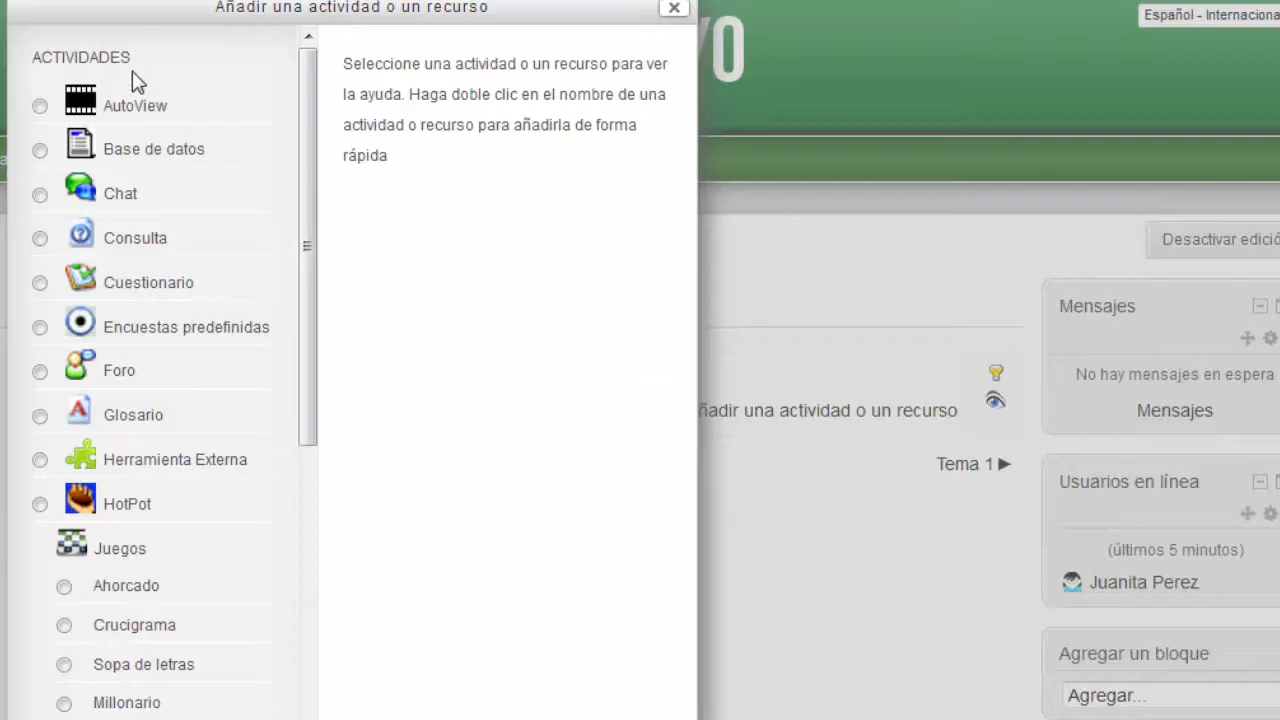 Añadir una actividad o un recurso
Español - Internaciona
YO
ACTIVIDADES
AutoView
Base de datos
Chat
Consulta
Cuestionario
Encuestas predefinidas
Foro
Glosario
Herramienta Externa
HotPot
Juegos
Ahorcado
Crucigrama
Sopa de letras
Millonario
Seleccione una actividad o un recurso para ver
la ayuda. Haga doble clic en el nombre de una
actividad o recurso para añadirla de forma
rápida
Desactivar edició
ñadir una actividad o un recurso
Tema 1
Mensajes
No hay mensajes en espera
Mensajes
Usuarios en línea
(últimos 5 minutos)
Juanita Perez
Agregar un bloque
Agregar...